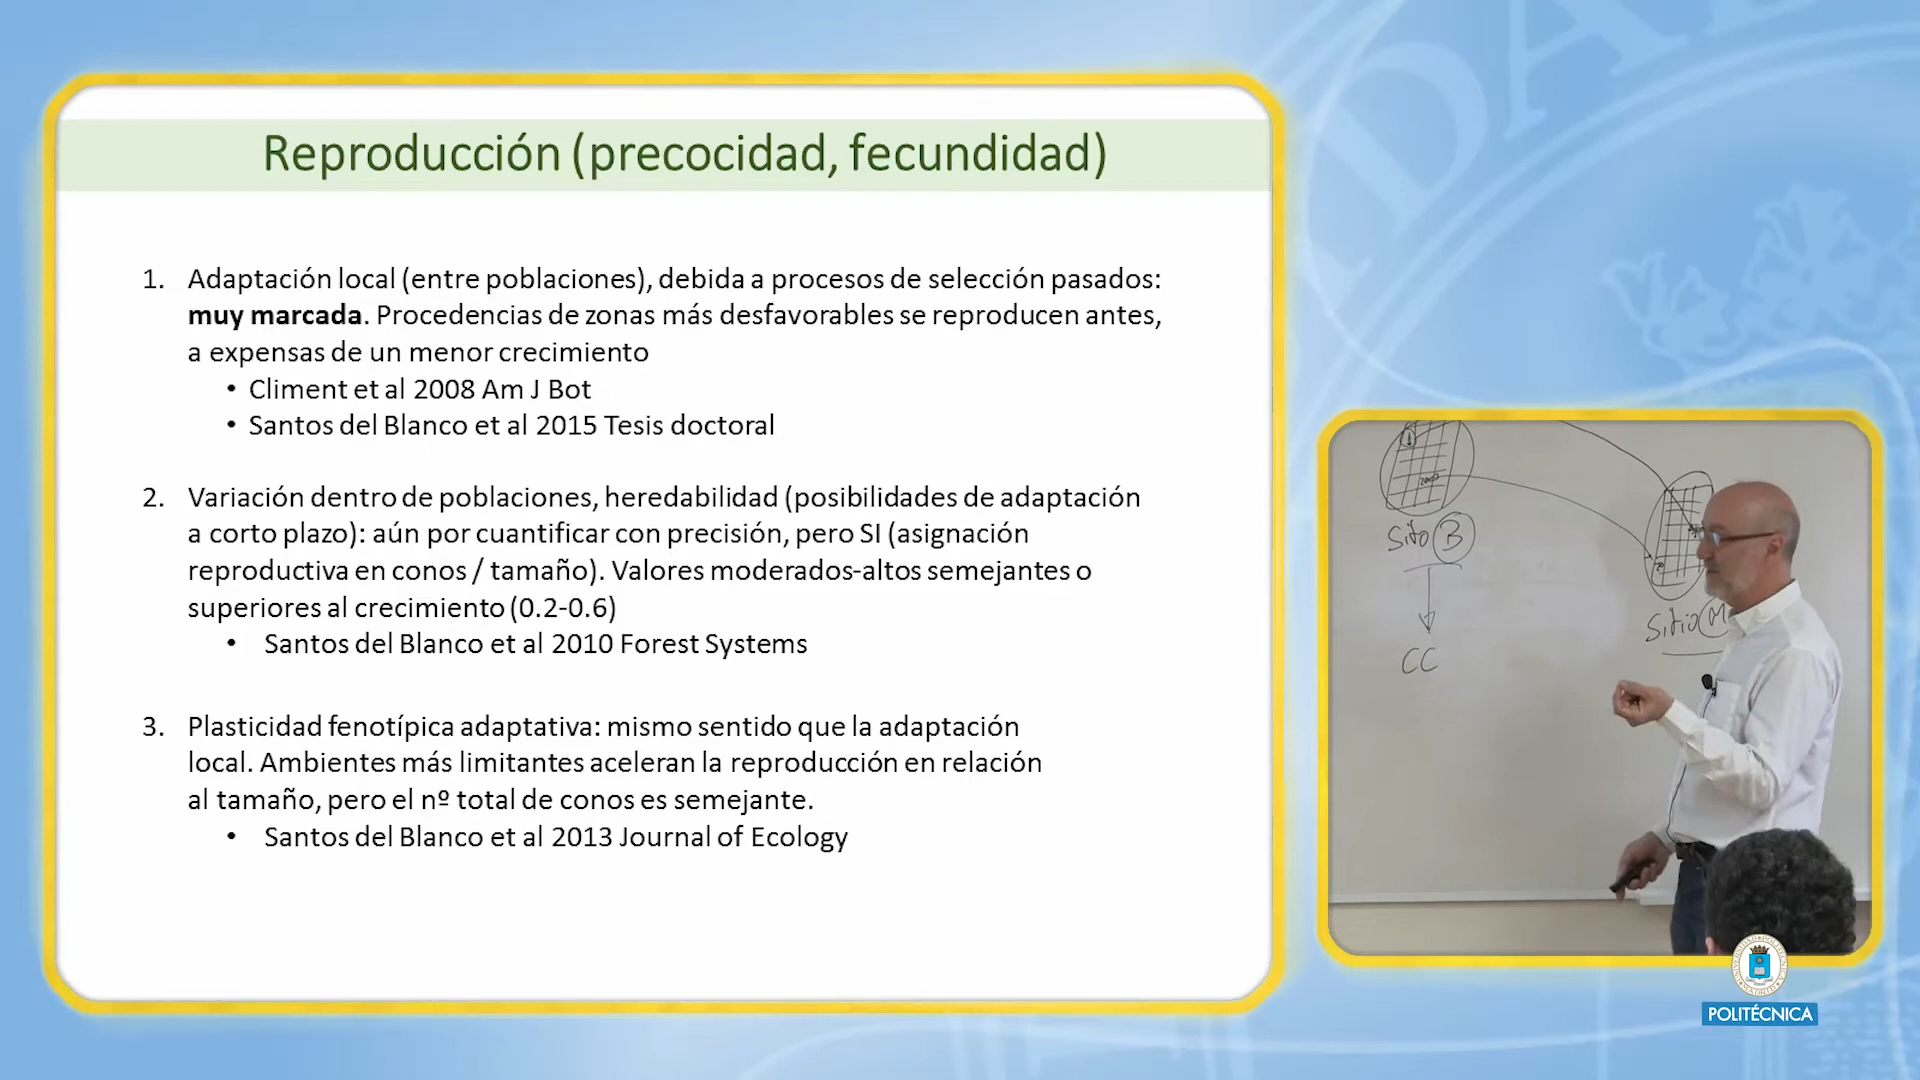 Reproducción (precocidad, fecundidad)
1. Adaptación local (entre poblaciones), debida a procesos de selección pasados:
muy marcada. Procedencias de zonas más desfavorables se reproducen antes,
a expensas de un menor crecimiento
• Climent et al 2008 Am J Bot
• Santos del Blanco et al 2015 Tesis doctoral
2. Variación dentro de poblaciones, heredabilidad (posibilidades de adaptación
a corto plazo): aún por cuantificar con precisión, pero SI (asignación
reproductiva en conos / tamaño). Valores moderados-altos semejantes o
superiores al crecimiento (0.2-0.6)
• Santos del Blanco et al 2010 Forest Systems
3. Plasticidad fenotípica adaptativa: mismo sentido que la adaptación
local. Ambientes más limitantes aceleran la reproducción en relación
al tamaño, pero el nº total de conos es semejante.
• Santos del Blanco et al 2013 Journal of Ecology
Sitio B
CC
Sitio M
POLITÉCNICA